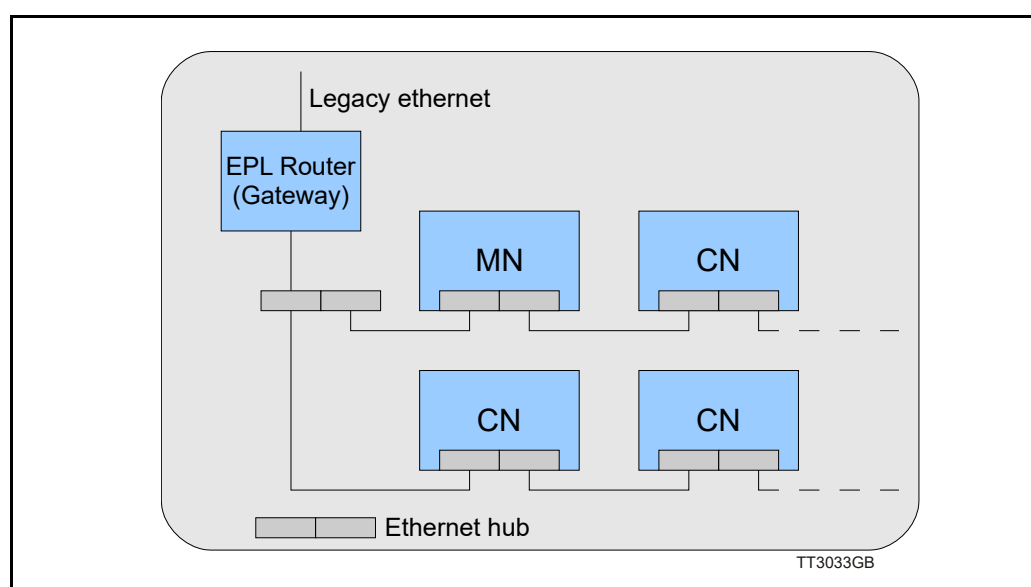 Legacy ethernet
EPL Router
(Gateway)
MN
CN
CN
CN
Ethernet hub
TT3033GB